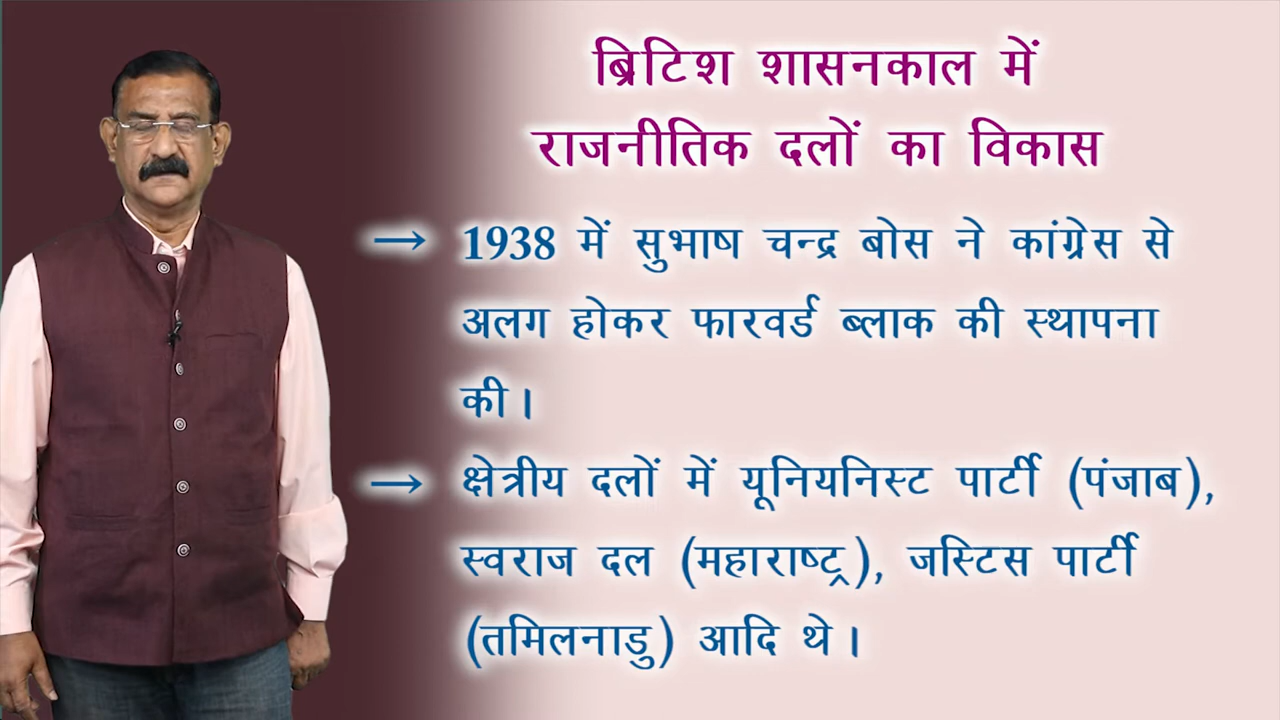 ब्रिटिश शासनकाल में
राजनीतिक दलों का विकास
→ 1938 में सुभाष चन्द्र बोस ने कांग्रेस से
अलग होकर फारवर्ड ब्लाक की स्थापना
की।
→ क्षेत्रीय दलों में यूनियनिस्ट पार्टी (पंजाब),
स्वराज दल (महाराष्ट्र), जस्टिस पार्टी
(तमिलनाडु) आदि थे।